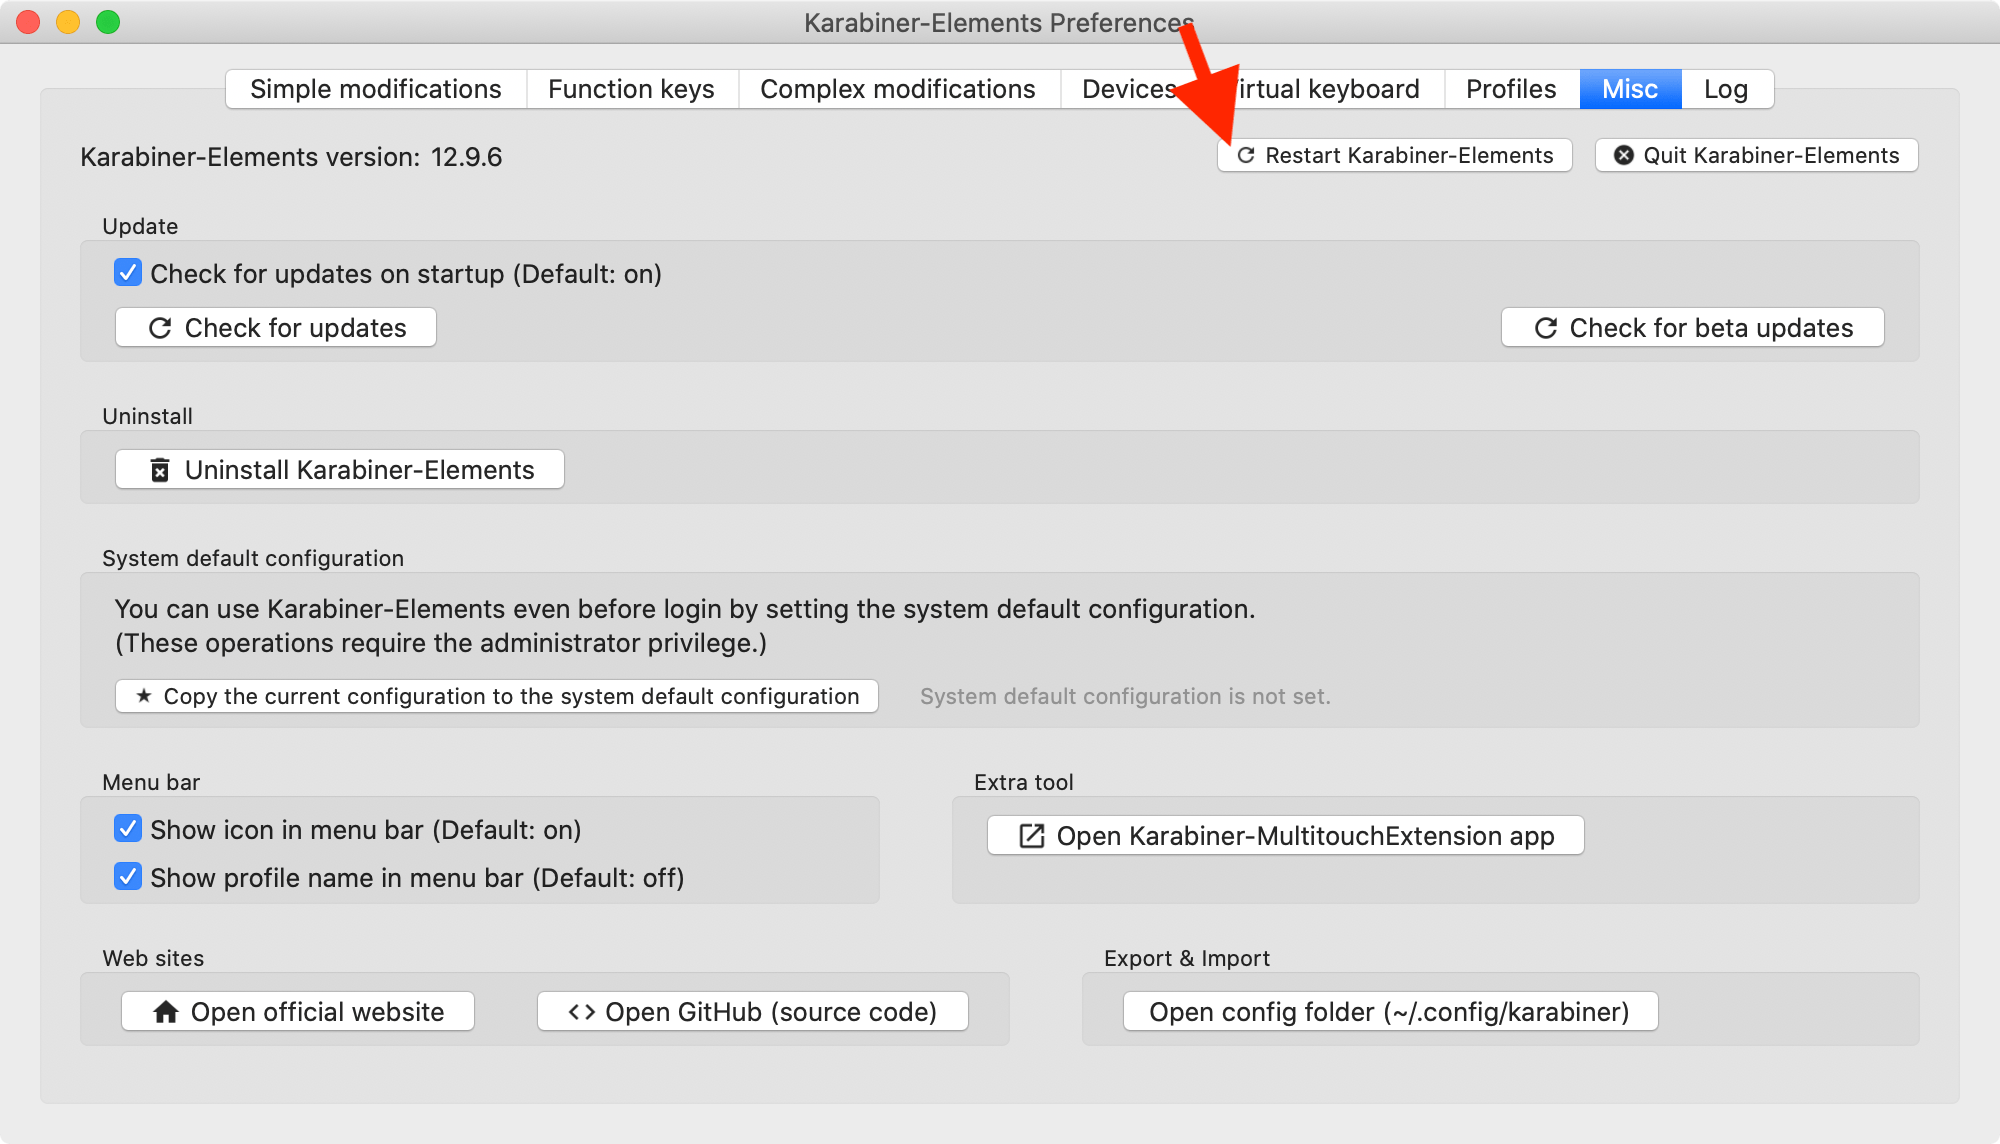 Karabiner-Elements Preferences
Simple modifications Function keys Complex modifications Devices keyboard Profiles Misc Log
Karabiner-Elements version: 12.9.6 Restart Karabiner-Elements Quit Karabiner-Elements
Update
Check for updates on startup (Default: on)
Check for updates Check for beta updates
Uninstall
Uninstall Karabiner-Elements
System default configuration
You can use Karabiner-Elements even before login by setting the system default configuration.
(These operations require the administrator privilege.)
★ Copy the current configuration to the system default configuration System default configuration is not set.
Menu bar Extra tool
Show icon in menu bar (Default: on) Open Karabiner-MultitouchExtension app
Show profile name in menu bar (Default: off)
Web sites Export & Import
Open official website <> Open GitHub (source code) Open config folder (~/.config/karabiner)